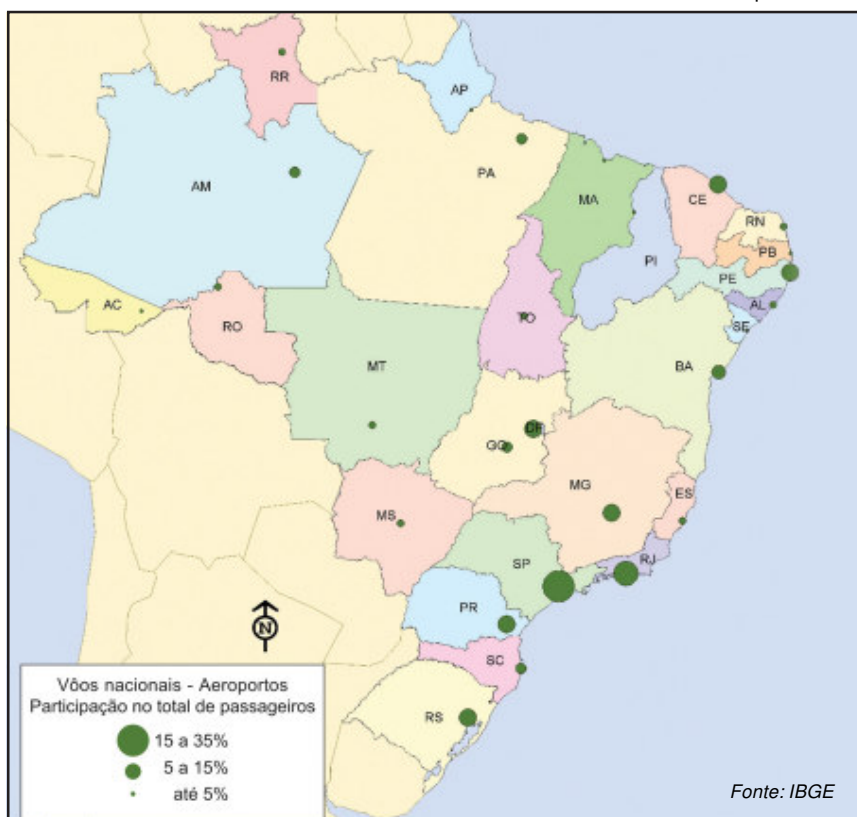 RR
AP
AM
PA
MA
CE
RN
PB
PI
PE
AL
SE
AC
RO
TO
BA
MT
DF
GO
MG
ES
MS
SP
RJ
PR
SC
RS
N
Vôos nacionais - Aeroportos
Participação no total de passageiros
15 a 35%
5 a 15%
até 5%
Fonte: IBGE